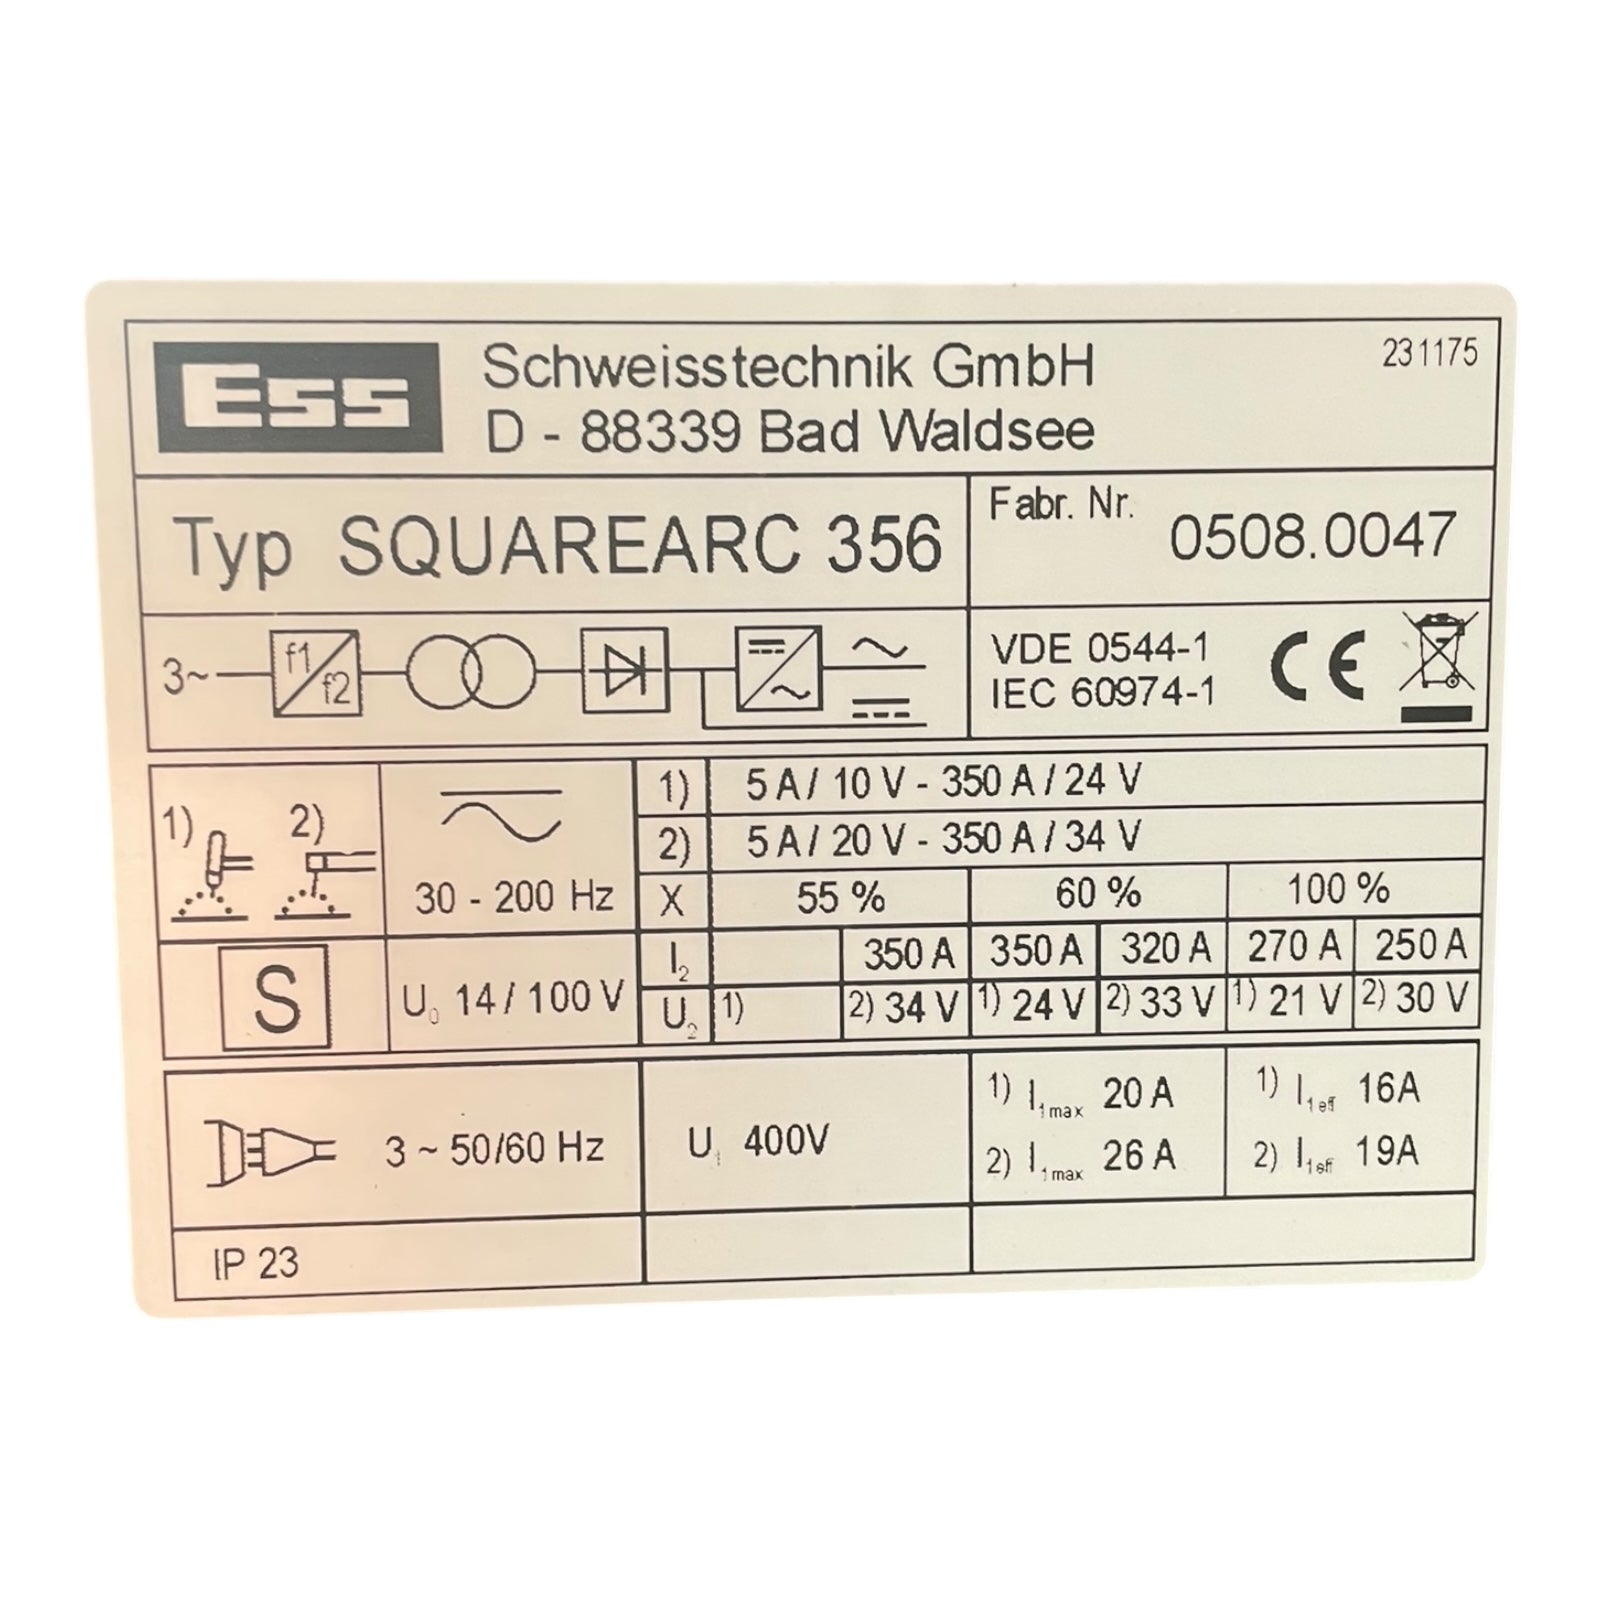 ESS Schweisstechnik GmbH 231175
D - 88339 Bad Waldsee
Typ SQUAREARC 356 Fabr. Nr. 0508.0047
3~ f1/f2 VDE 0544-1
IEC 60974-1 CE
1) 2) 30 - 200 Hz
1) 5 A / 10 V - 350 A / 24 V
2) 5 A / 20 V - 350 A / 34 V
X 55 % 60 % 100 %
I2 350 A 350 A 320 A 270 A 250 A
S U0 14 / 100 V
U2 1) 2) 34 V 1) 24 V 2) 33 V 1) 21 V 2) 30 V
3 ~ 50/60 Hz U1 400V
1) I1max 20 A 1) I1eff 16A
2) I1max 26 A 2) I1eff 19A
IP 23